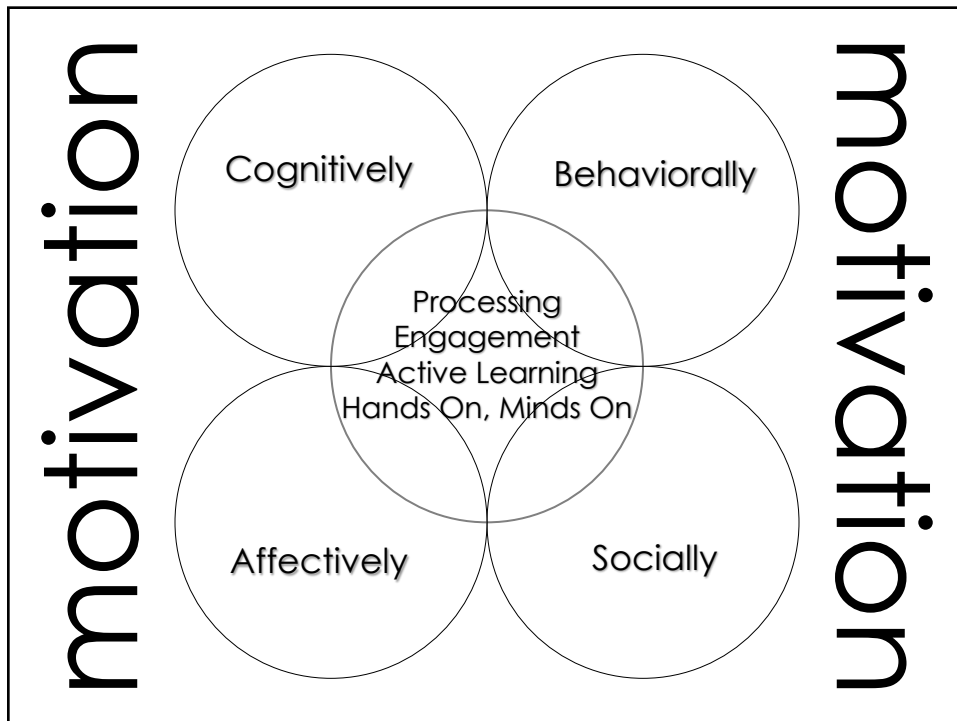 motivation
Cognitively
Behaviorally
Processing
Engagement
Active Learning
Hands On, Minds On
Affectively
Socially
motivation